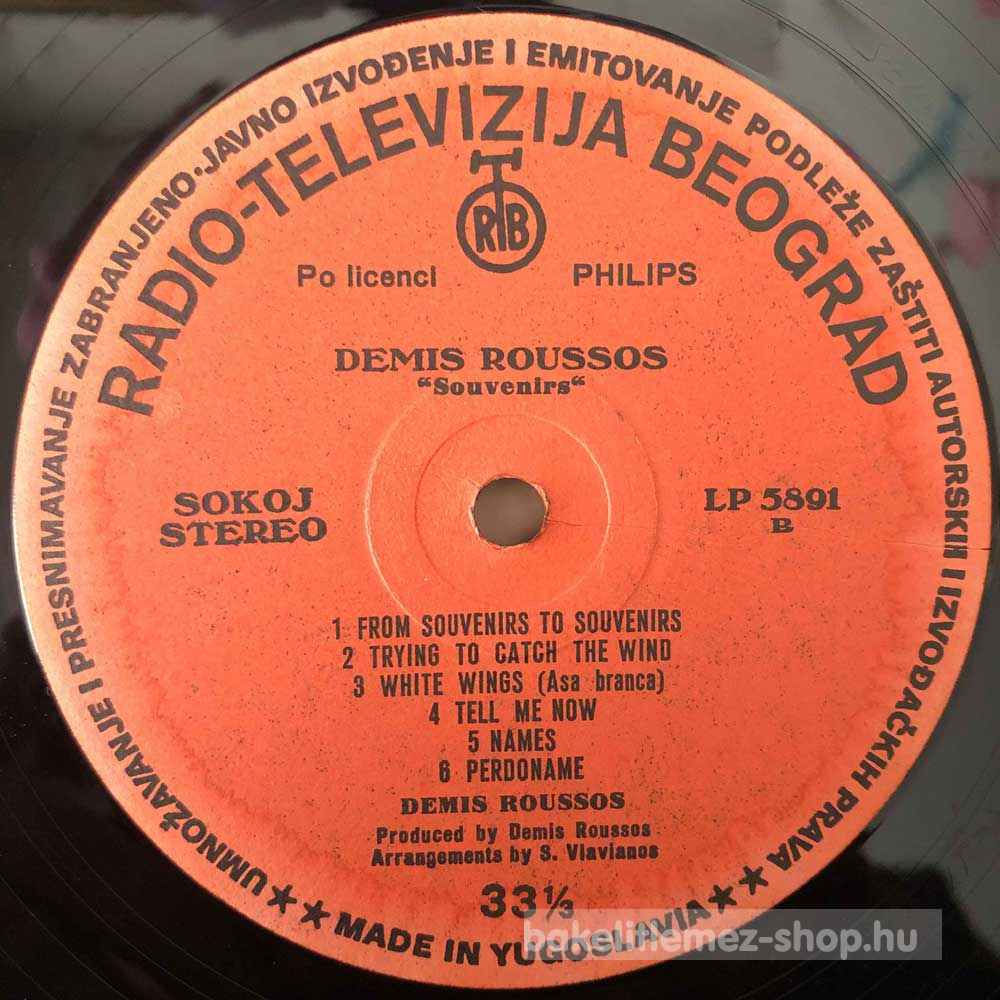 UMNOŽAVANJE I PRESNIMAVANJE ZABRANJENO·JAVNO IZVOĐENJE I EMITOVANJE PODLEŽE ZAŠTITI AUTORSKIH I IZVOĐAČKIH PRAVA
RADIO-TELEVIZIJA BEOGRAD
RTB
Po licenci PHILIPS
DEMIS ROUSSOS
“Souvenirs“
SOKOJ LP 5891
STEREO B
1 FROM SOUVENIRS TO SOUVENIRS
2 TRYING TO CATCH THE WIND
3 WHITE WINGS (Asa branca)
4 TELL ME NOW
5 NAMES
6 PERDONAME
DEMIS ROUSSOS
Produced by Demis Roussos
Arrangements by S. Vlavianos
33⅓
★★ MADE IN YUGOSLAVIA ★★
bakelitlemez-shop.hu